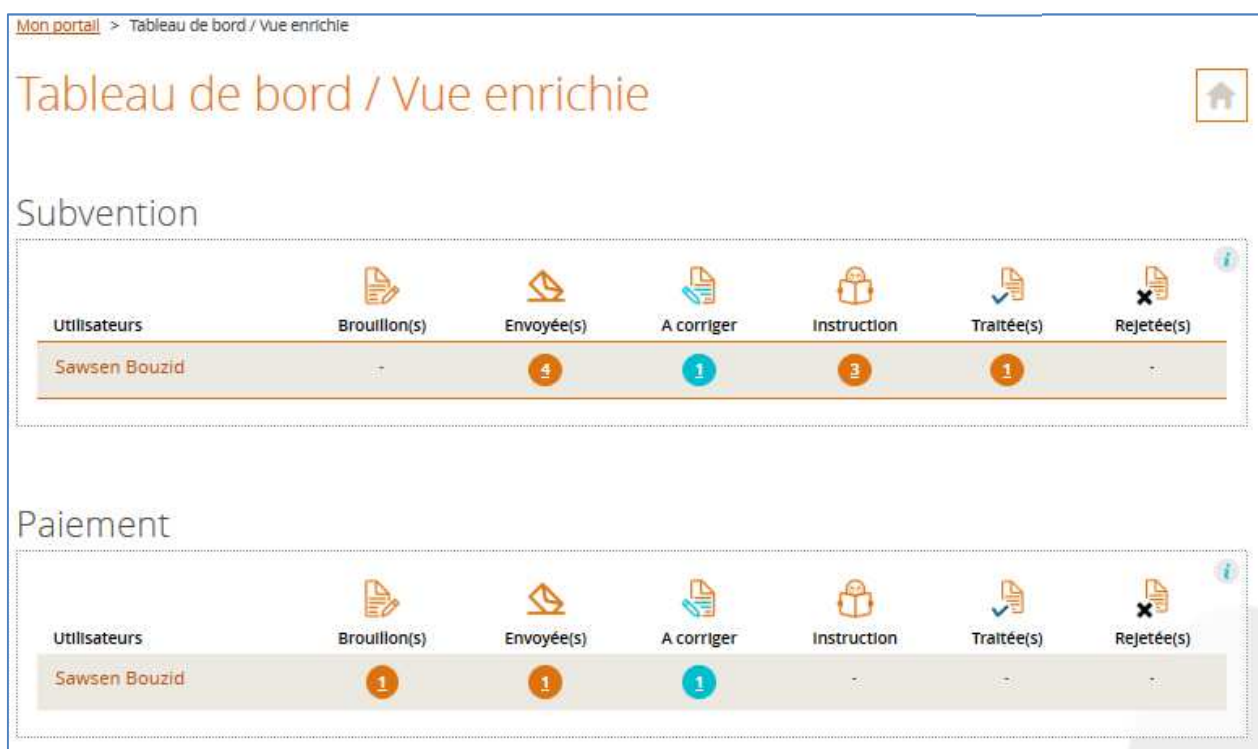 Mon portail > Tableau de bord / Vue enrichie
Tableau de bord / Vue enrichie
Subvention
i
Utilisateurs Brouillon(s) Envoyée(s) A corriger Instruction Traitée(s) Rejetée(s)
Sawsen Bouzid - 4 1 3 1 -
Paiement
i
Utilisateurs Brouillon(s) Envoyée(s) A corriger Instruction Traitée(s) Rejetée(s)
Sawsen Bouzid 1 1 1 - - -